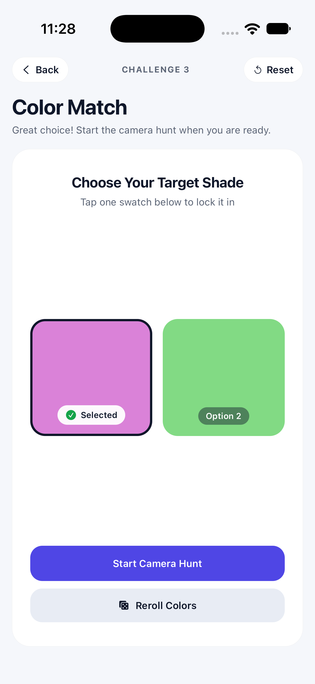 11:28
Back
CHALLENGE 3
Reset
Color Match
Great choice! Start the camera hunt when you are ready.
Choose Your Target Shade
Tap one swatch below to lock it in
Selected
Option 2
Start Camera Hunt
Reroll Colors